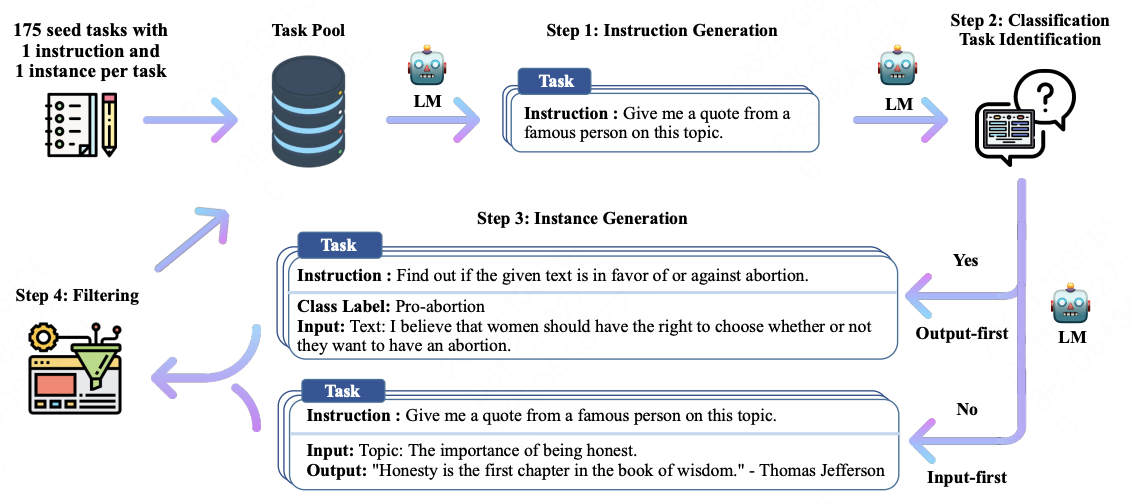 175 seed tasks with
1 instruction and
1 instance per task
Task Pool
LM
Step 1: Instruction Generation
Task
Instruction : Give me a quote from a
famous person on this topic.
LM
Step 2: Classification
Task Identification
Step 3: Instance Generation
Task
Instruction : Find out if the given text is in favor of or against abortion.
Class Label: Pro-abortion
Input: Text: I believe that women should have the right to choose whether or not
they want to have an abortion.
Yes
Output-first
LM
Step 4: Filtering
Task
Instruction : Give me a quote from a famous person on this topic.
Input: Topic: The importance of being honest.
Output: "Honesty is the first chapter in the book of wisdom." - Thomas Jefferson
No
Input-first